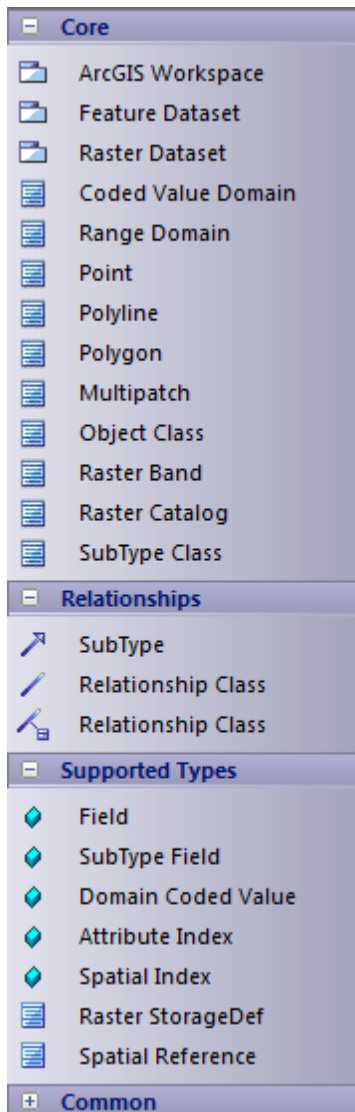 Core
ArcGIS Workspace
Feature Dataset
Raster Dataset
Coded Value Domain
Range Domain
Point
Polyline
Polygon
Multipatch
Object Class
Raster Band
Raster Catalog
SubType Class
Relationships
SubType
Relationship Class
Relationship Class
Supported Types
Field
SubType Field
Domain Coded Value
Attribute Index
Spatial Index
Raster StorageDef
Spatial Reference
Common